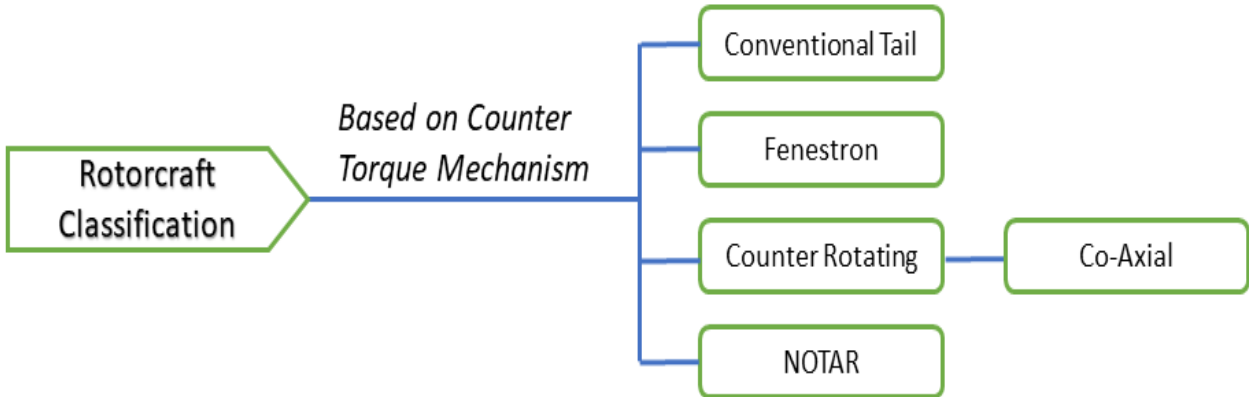 Rotorcraft
Classification
Based on Counter
Torque Mechanism
Conventional Tail
Fenestron
Counter Rotating
Co-Axial
NOTAR